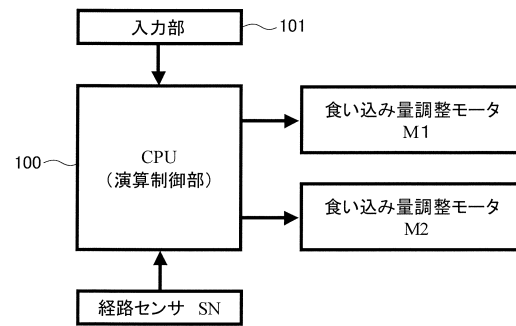 入力部
101
100
CPU
(演算制御部)
食い込み量調整モータ
M1
食い込み量調整モータ
M2
経路センサ SN